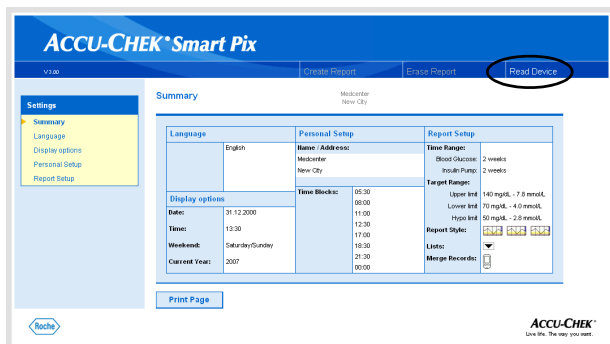 ACCU-CHEK® Smart Pix
V3.00
Create Report
Erase Report
Read Device
Summary
Medcenter
New City
Settings
Summary
Language
Display options
Personal Setup
Report Setup
Language
English
Display options
Date: 31.12.2000
Time: 13:30
Weekend: Saturday/Sunday
Current Year: 2007
Personal Setup
Name / Address:
Medcenter
New City
Time Blocks: 05:30
08:00
11:00
12:30
17:00
18:30
21:30
00:00
Report Setup
Time Range:
Blood Glucose: 2 weeks
Insulin Pump: 2 weeks
Target Range:
Upper limit 140 mg/dL - 7.8 mmol/L
Lower limit 70 mg/dL - 4.0 mmol/L
Hypo limit 50 mg/dL - 2.8 mmol/L
Report Style:
Lists:
Merge Records:
Print Page
Roche
ACCU-CHEK®
Live life. The way you want.